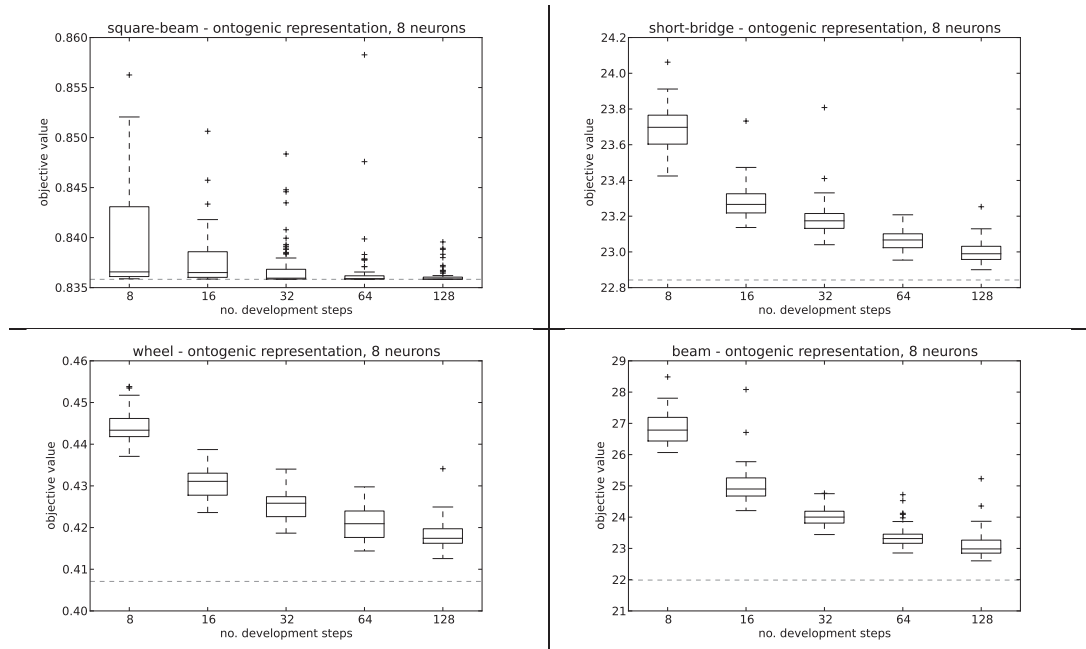 square-beam - ontogenic representation, 8 neurons
0.860
0.855
0.850
0.845
0.840
0.835
objective value
8 16 32 64 128
no. development steps
short-bridge - ontogenic representation, 8 neurons
24.2
24.0
23.8
23.6
23.4
23.2
23.0
22.8
objective value
8 16 32 64 128
no. development steps
wheel - ontogenic representation, 8 neurons
0.46
0.45
0.44
0.43
0.42
0.41
0.40
objective value
8 16 32 64 128
no. development steps
beam - ontogenic representation, 8 neurons
29
28
27
26
25
24
23
22
21
objective value
8 16 32 64 128
no. development steps